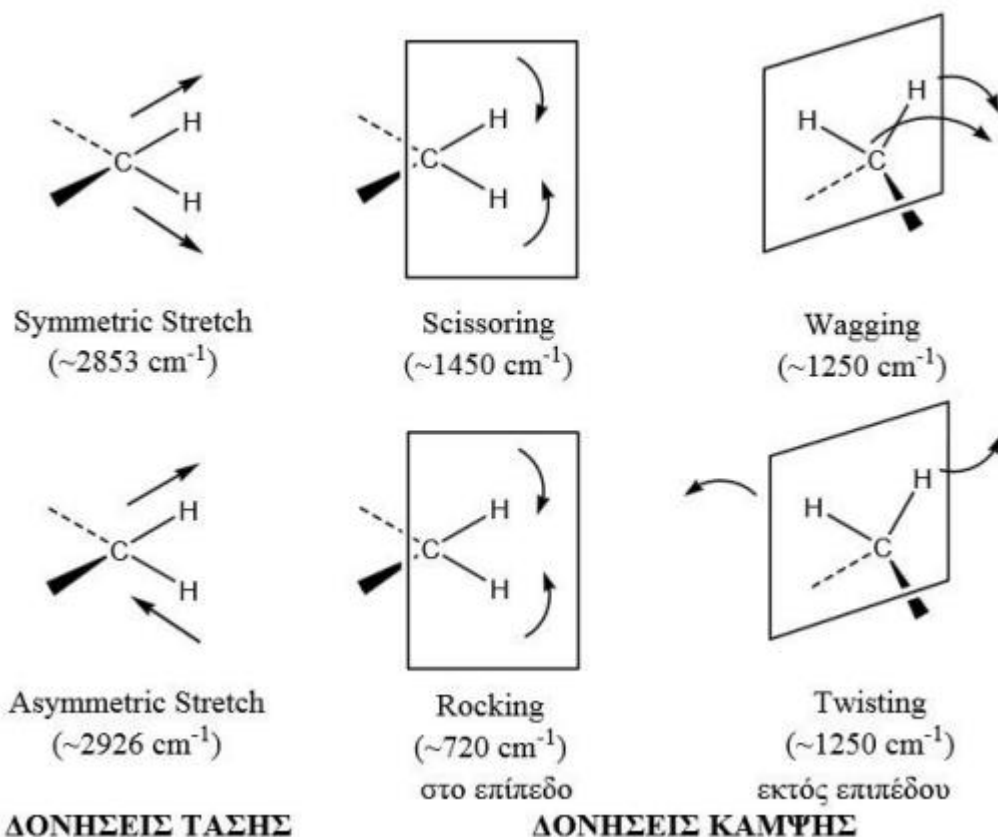 H
C
H
Symmetric Stretch
(~2853 cm⁻¹)
H
C
H
Scissoring
(~1450 cm⁻¹)
H
H
C
Wagging
(~1250 cm⁻¹)
H
C
H
Asymmetric Stretch
(~2926 cm⁻¹)
H
C
H
Rocking
(~720 cm⁻¹)
στο επίπεδο
H
H
C
Twisting
(~1250 cm⁻¹)
εκτός επιπέδου
ΔΟΝΗΣΕΙΣ ΤΑΣΗΣ
ΔΟΝΗΣΕΙΣ ΚΑΜΨΗΣ